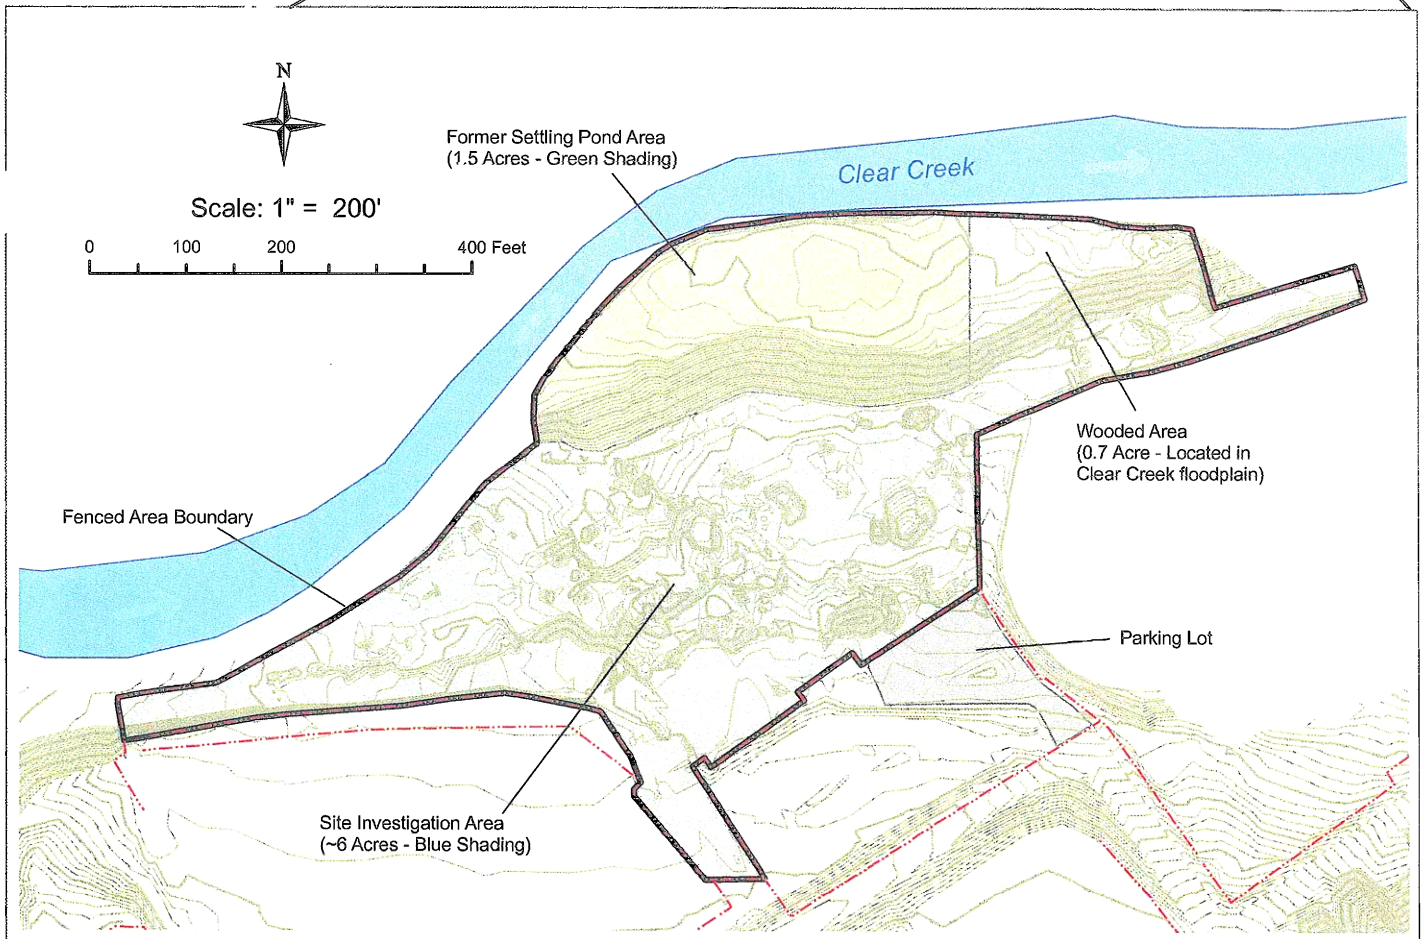 N
Former Settling Pond Area
(1.5 Acres - Green Shading)
Clear Creek
Scale: 1" = 200'
0 100 200 400 Feet
Wooded Area
(0.7 Acre - Located in
Clear Creek floodplain)
Fenced Area Boundary
Parking Lot
Site Investigation Area
(~6 Acres - Blue Shading)